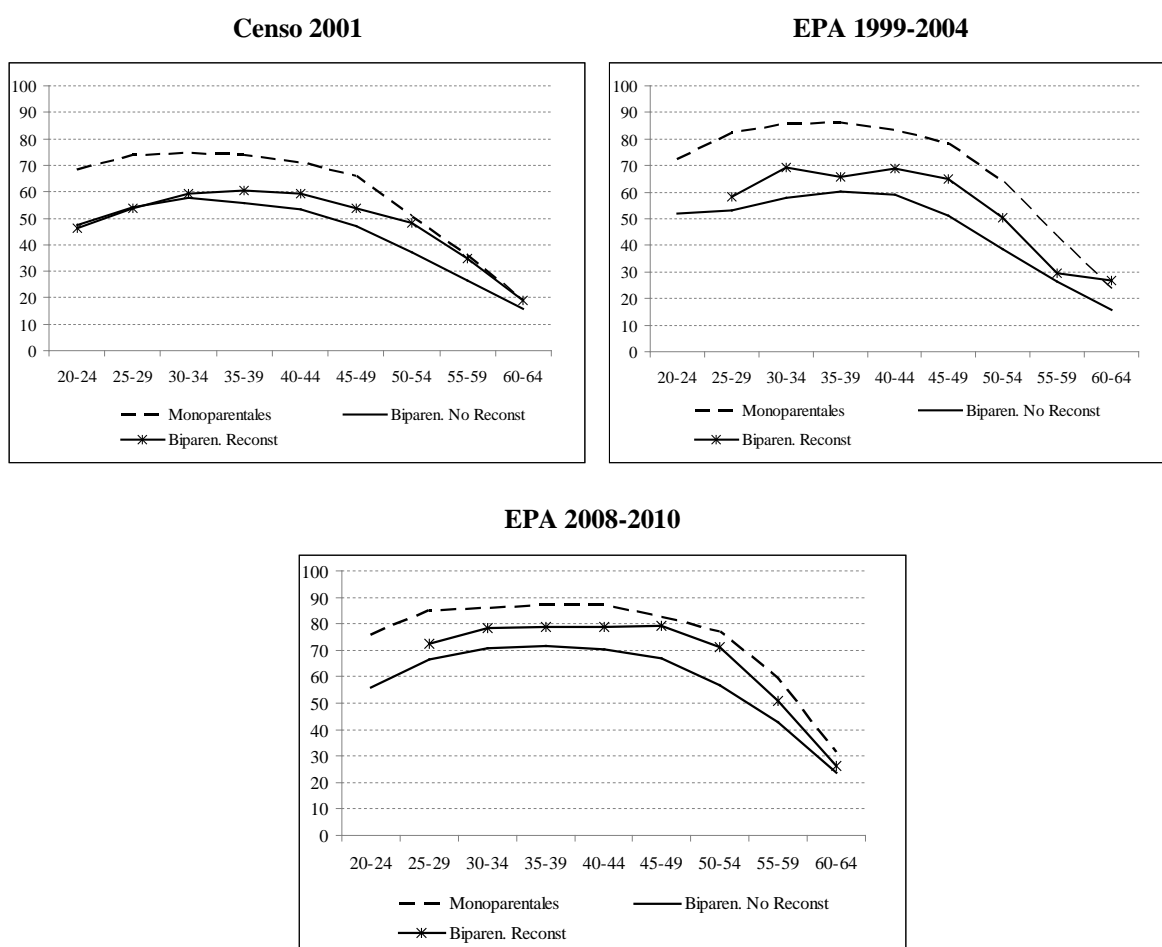 Censo 2001
EPA 1999-2004
100
90
80
70
60
50
40
30
20
10
0
20-24 25-29 30-34 35-39 40-44 45-49 50-54 55-59 60-64
Monoparentales
Biparen. No Reconst
Biparen. Reconst
100
90
80
70
60
50
40
30
20
10
0
20-24 25-29 30-34 35-39 40-44 45-49 50-54 55-59 60-64
Monoparentales
Biparen. No Reconst
Biparen. Reconst
EPA 2008-2010
100
90
80
70
60
50
40
30
20
10
0
20-24 25-29 30-34 35-39 40-44 45-49 50-54 55-59 60-64
Monoparentales
Biparen. No Reconst
Biparen. Reconst